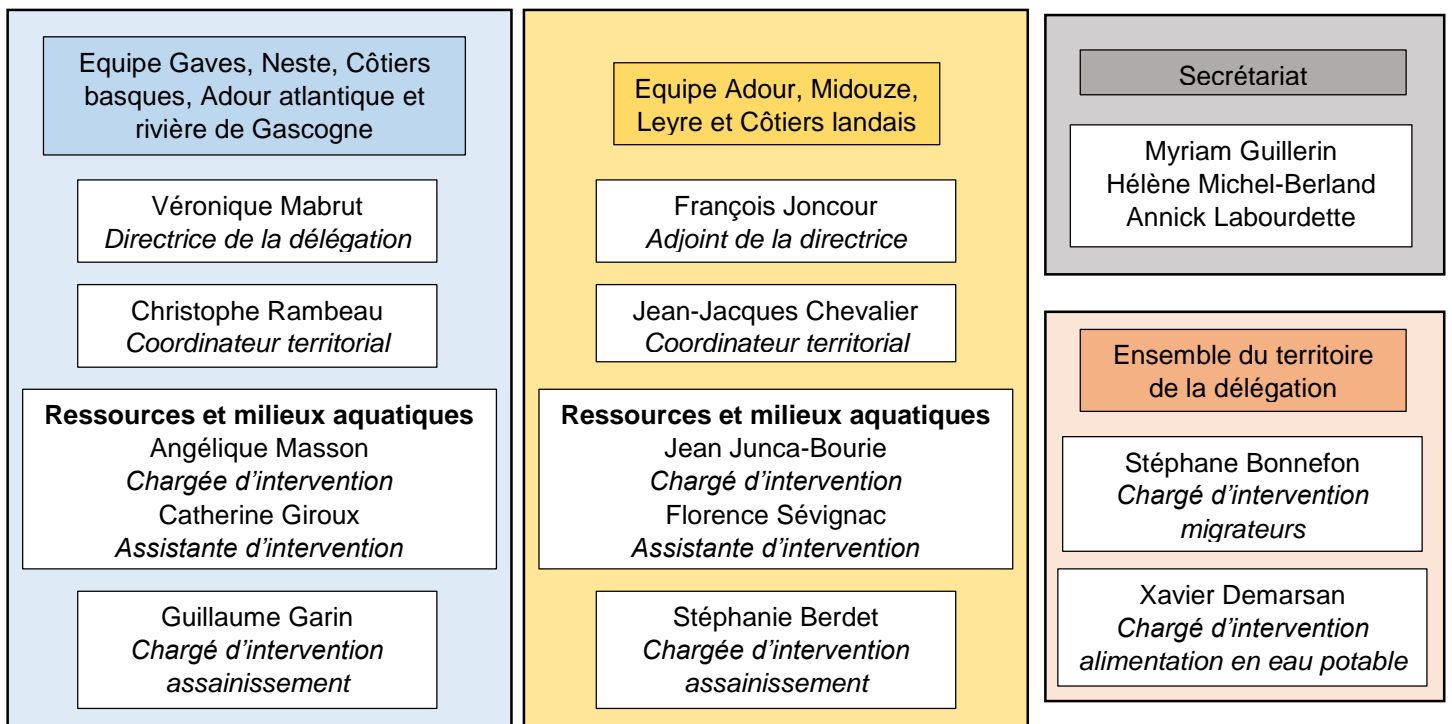 Equipe Gaves, Neste, Côtiers
basques, Adour atlantique et
rivière de Gascogne
Véronique Mabrut
Directrice de la délégation
Christophe Rambeau
Coordinateur territorial
Ressources et milieux aquatiques
Angélique Masson
Chargée d’intervention
Catherine Giroux
Assistante d’intervention
Guillaume Garin
Chargé d’intervention
assainissement
Equipe Adour, Midouze,
Leyre et Côtiers landais
François Joncour
Adjoint de la directrice
Jean-Jacques Chevalier
Coordinateur territorial
Ressources et milieux aquatiques
Jean Junca-Bourie
Chargé d’intervention
Florence Sévignac
Assistante d’intervention
Stéphanie Berdet
Chargée d’intervention
assainissement
Secrétariat
Myriam Guillerin
Hélène Michel-Berland
Annick Labourdette
Ensemble du territoire
de la délégation
Stéphane Bonnefon
Chargé d’intervention
migrateurs
Xavier Demarsan
Chargé d’intervention
alimentation en eau potable